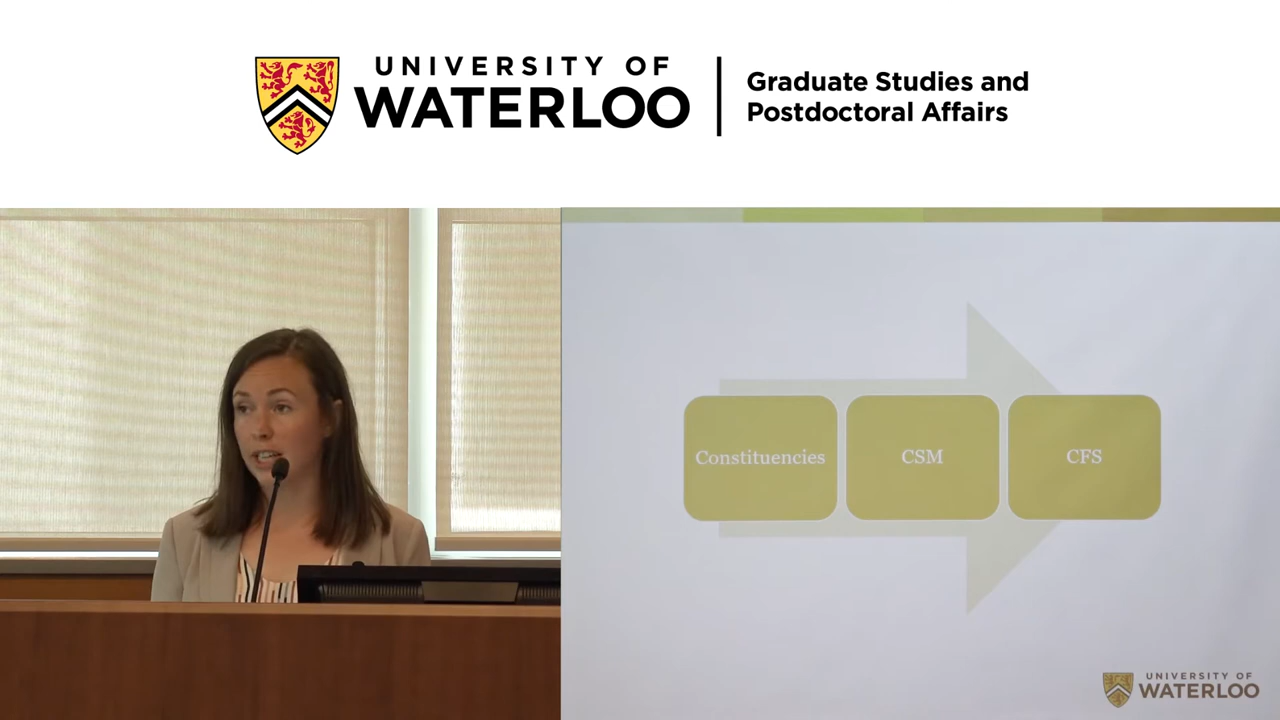 UNIVERSITY OF
WATERLOO
Graduate Studies and
Postdoctoral Affairs
Constituencies
CSM
CFS
UNIVERSITY OF
WATERLOO